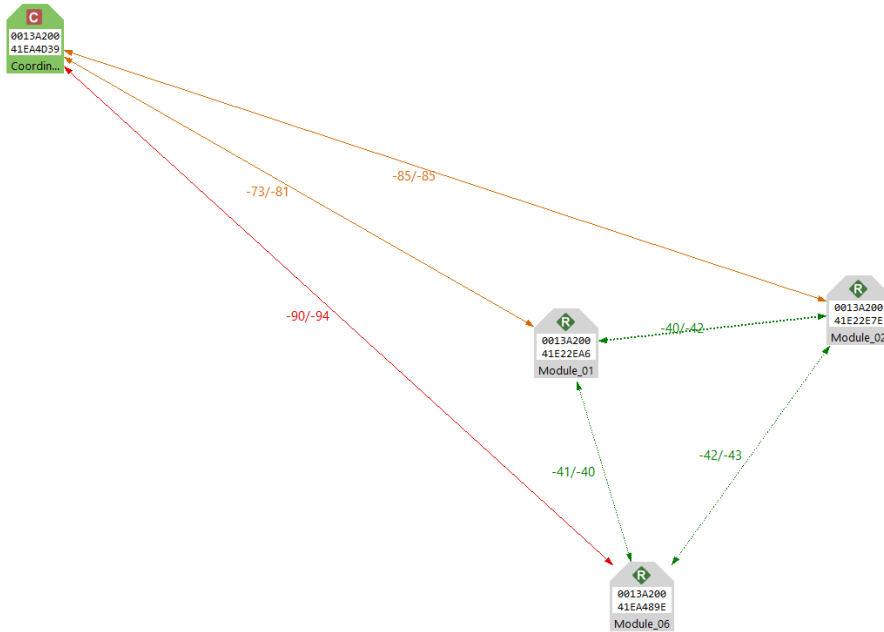 C
0013A200
41EA4D39
Coordin...
-85/-85
-73/-81
-90/-94
R
0013A200
41E22E7E
Module_02
R
0013A200
41E22EA6
Module_01
-40/-42
-42/-43
-41/-40
R
0013A200
41EA489E
Module_06